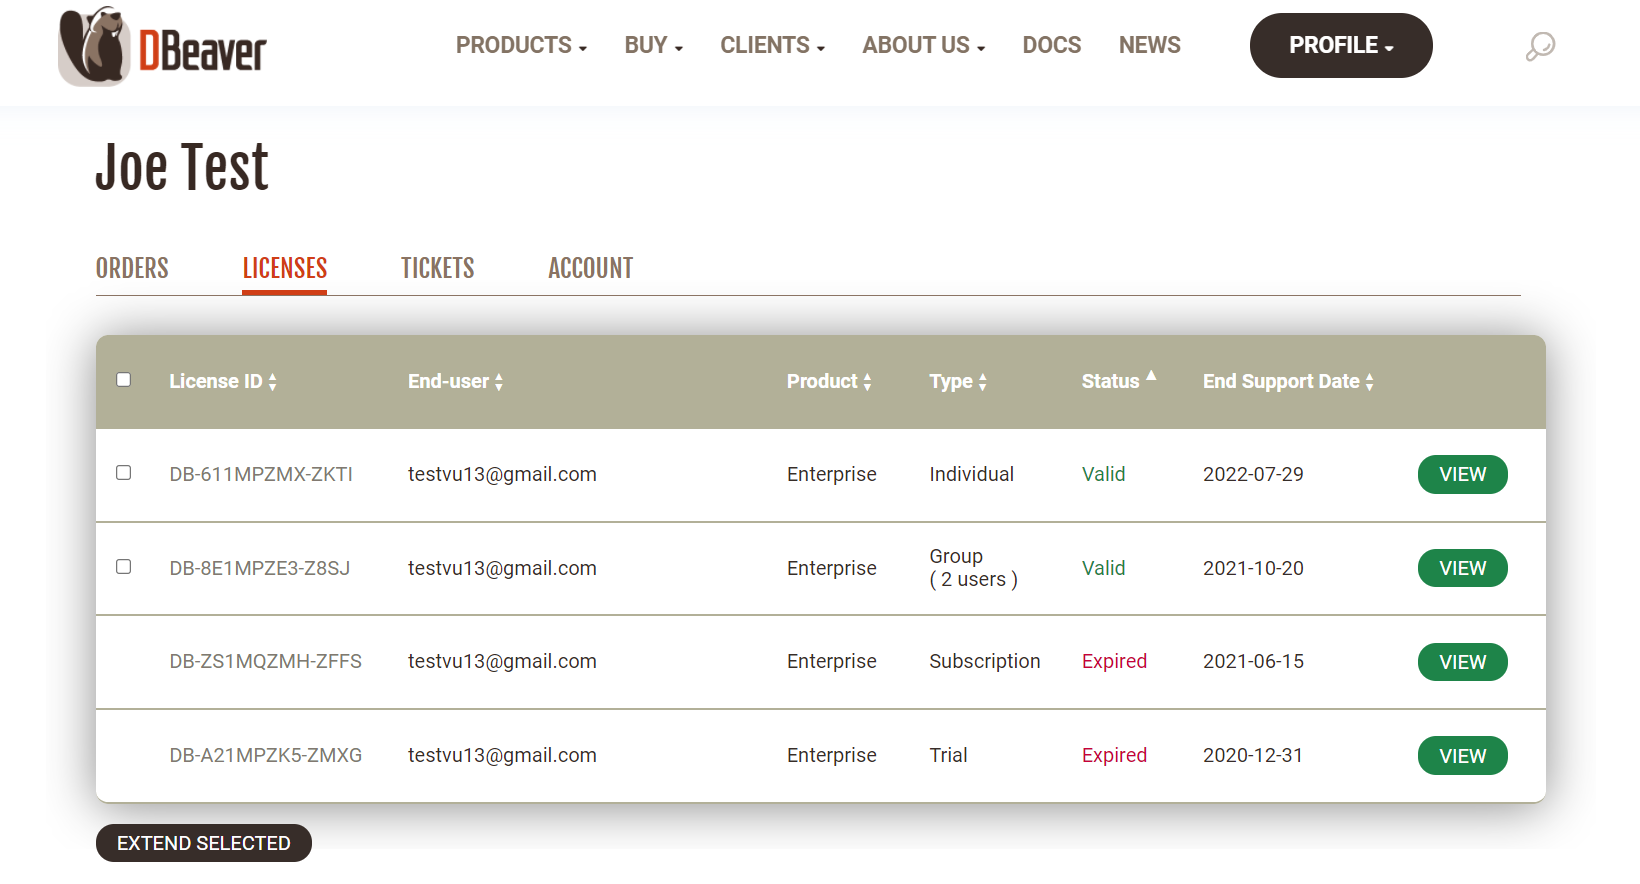 DBeaver
PRODUCTS BUY CLIENTS ABOUT US DOCS NEWS PROFILE
Joe Test
ORDERS LICENSES TICKETS ACCOUNT
License ID End-user Product Type Status End Support Date
DB-611MPZMX-ZKTI testvu13@gmail.com Enterprise Individual Valid 2022-07-29 VIEW
DB-8E1MPZE3-Z8SJ testvu13@gmail.com Enterprise Group
( 2 users ) Valid 2021-10-20 VIEW
DB-ZS1MQZMH-ZFFS testvu13@gmail.com Enterprise Subscription Expired 2021-06-15 VIEW
DB-A21MPZK5-ZMXG testvu13@gmail.com Enterprise Trial Expired 2020-12-31 VIEW
EXTEND SELECTED